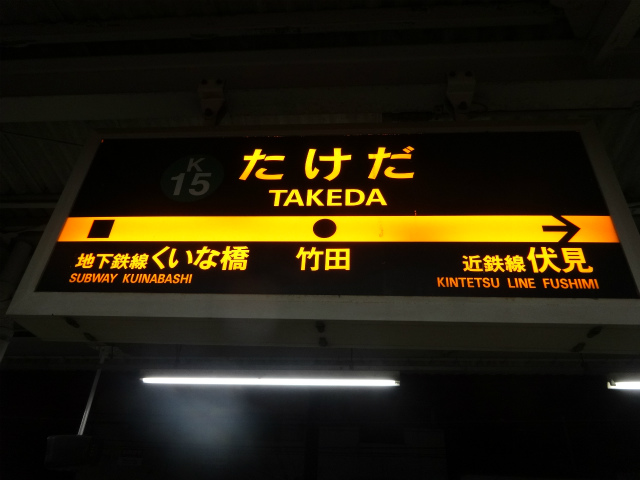 K
15
たけだ
TAKEDA
地下鉄線くいな橋
SUBWAY KUINABASHI
竹田
近鉄線 伏見
KINTETSU LINE FUSHIMI